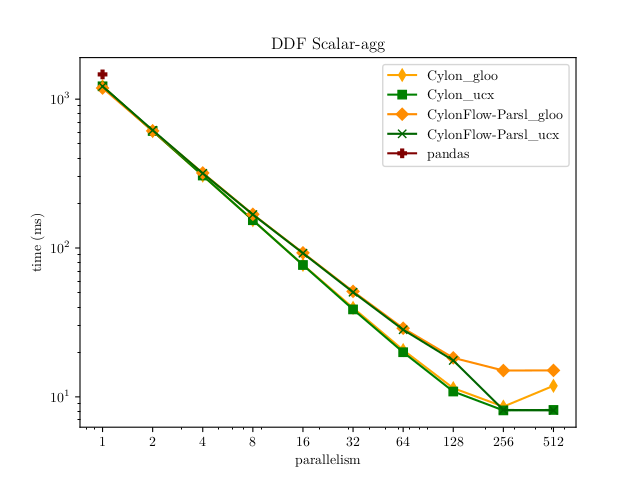 DDF Scalar-agg
Cylon_gloo
Cylon_ucx
CylonFlow-Parsl_gloo
CylonFlow-Parsl_ucx
pandas
time (ms)
10³
10²
10¹
1 2 4 8 16 32 64 128 256 512
parallelism